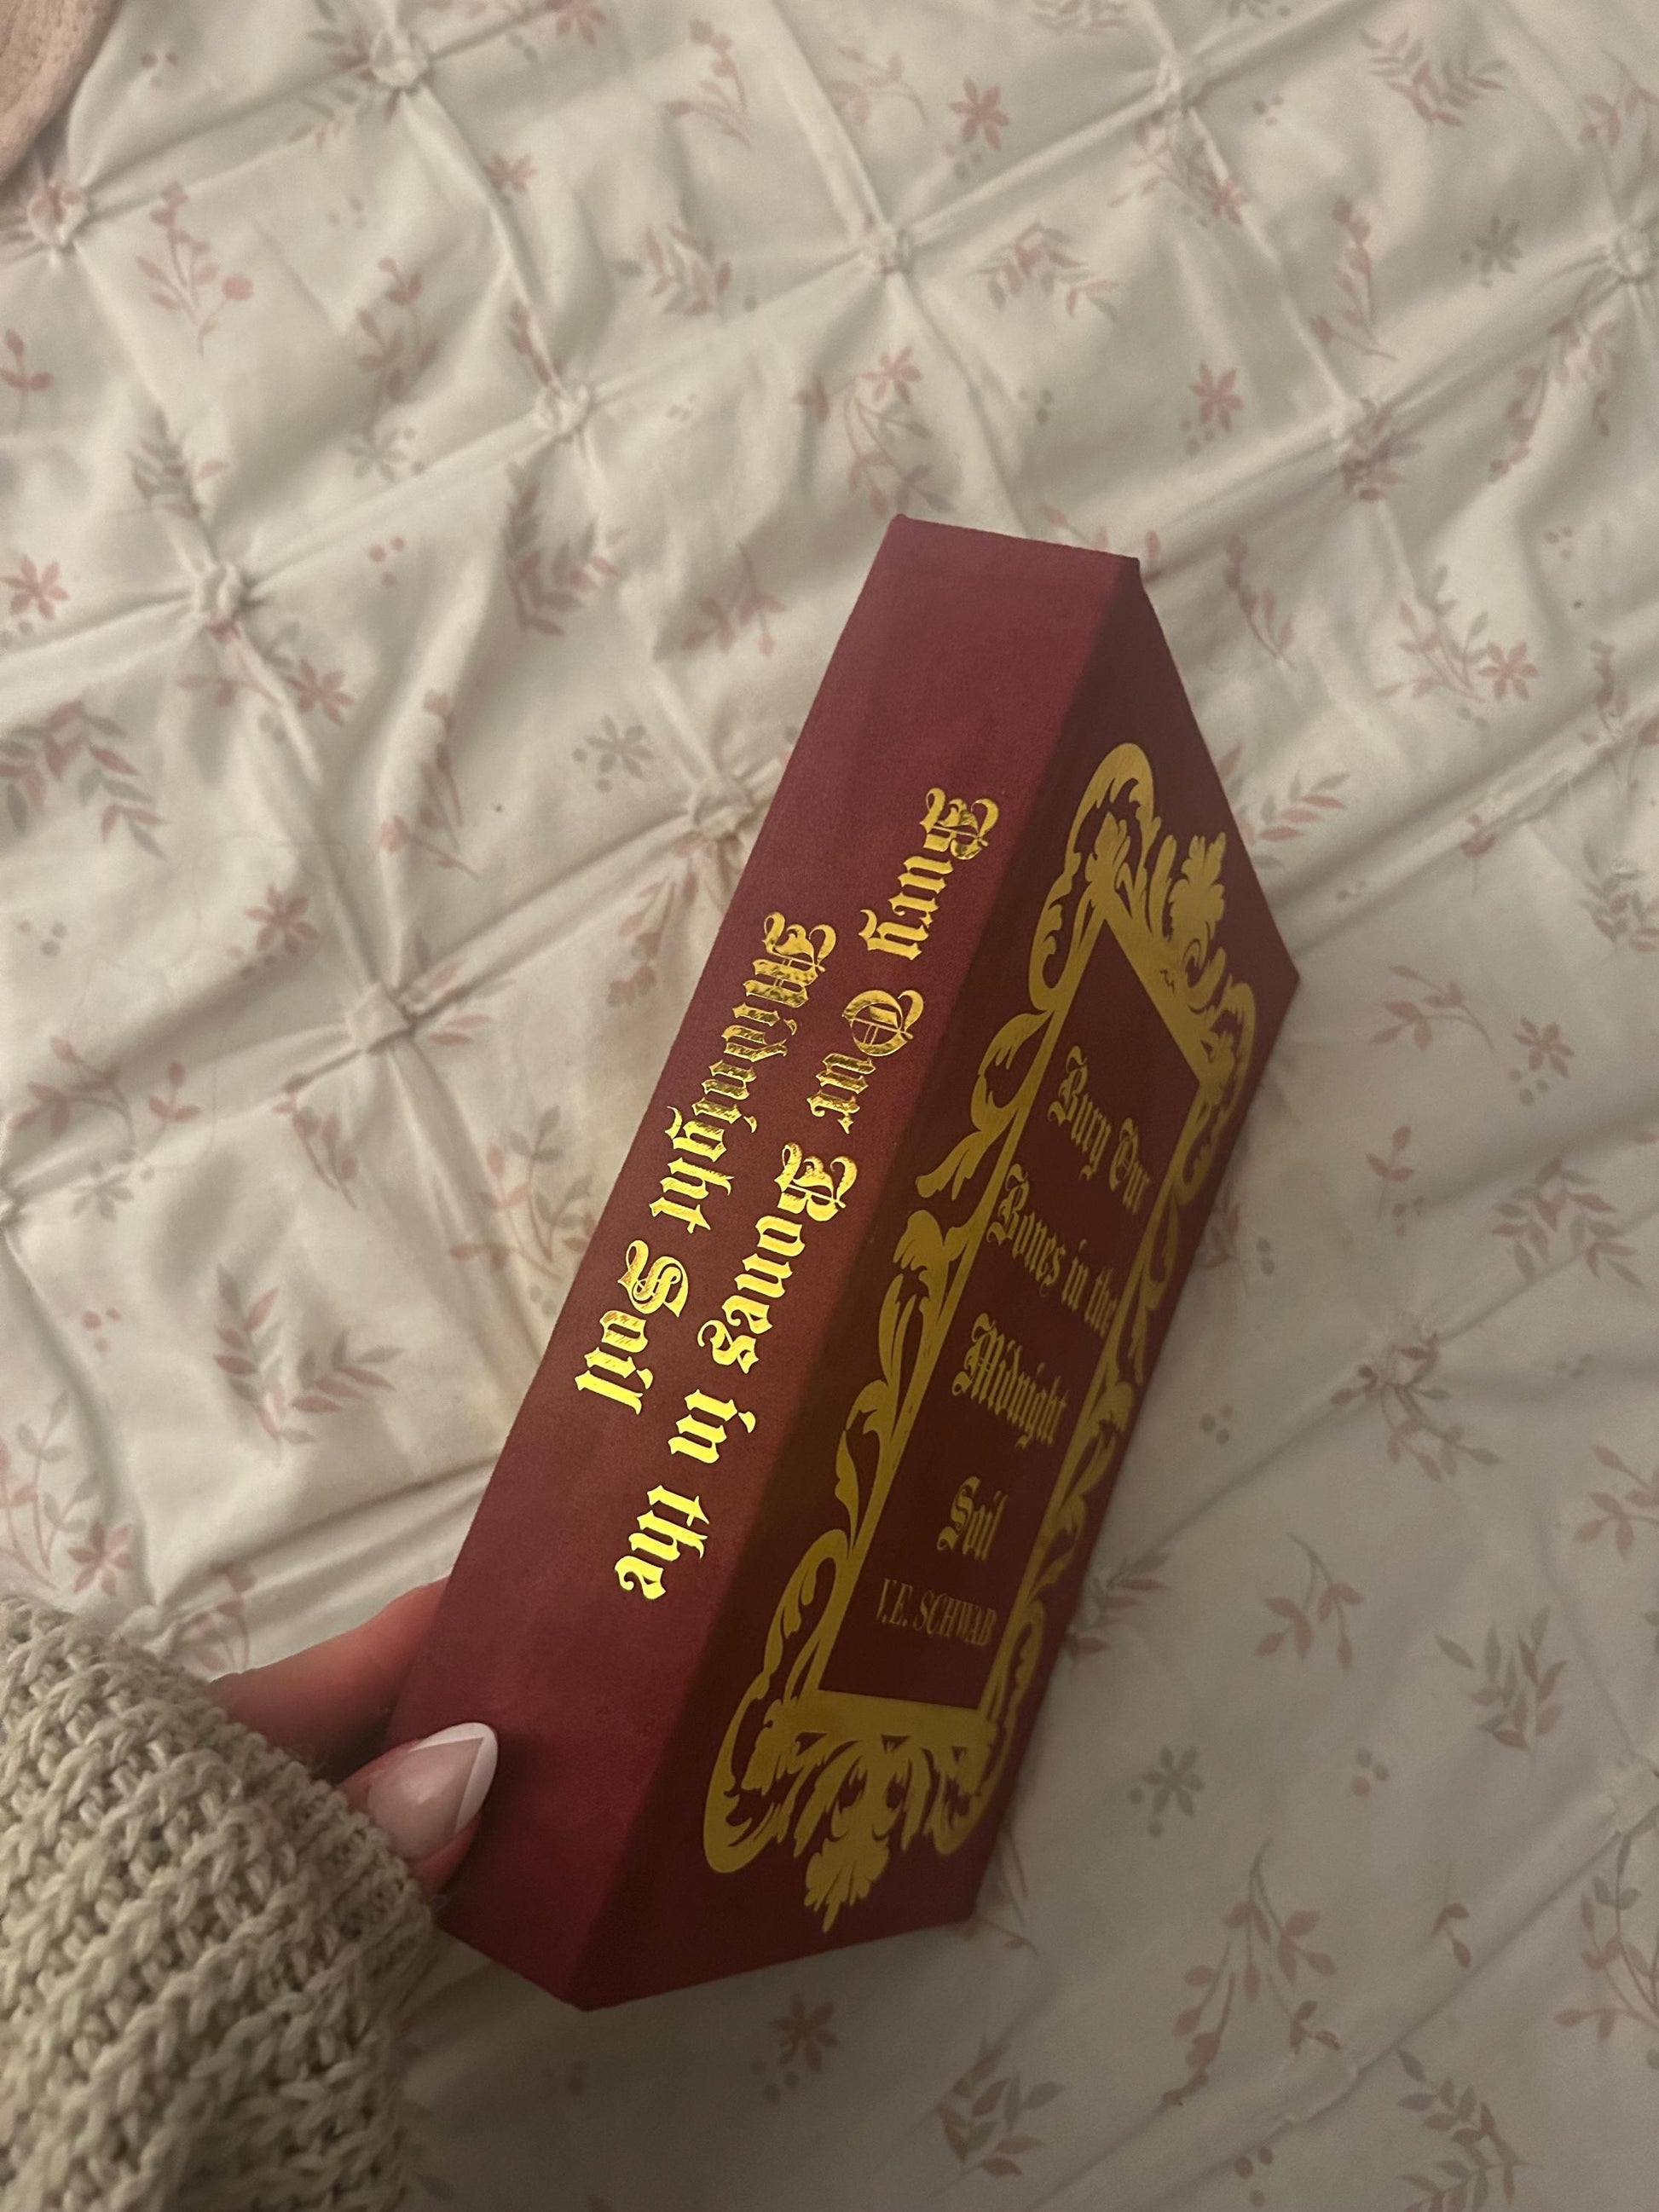 Bury Our Bones in the
Midnight Soil
Bury Our
Bones in the
Midnight
Soil
V.E. SCHWAB